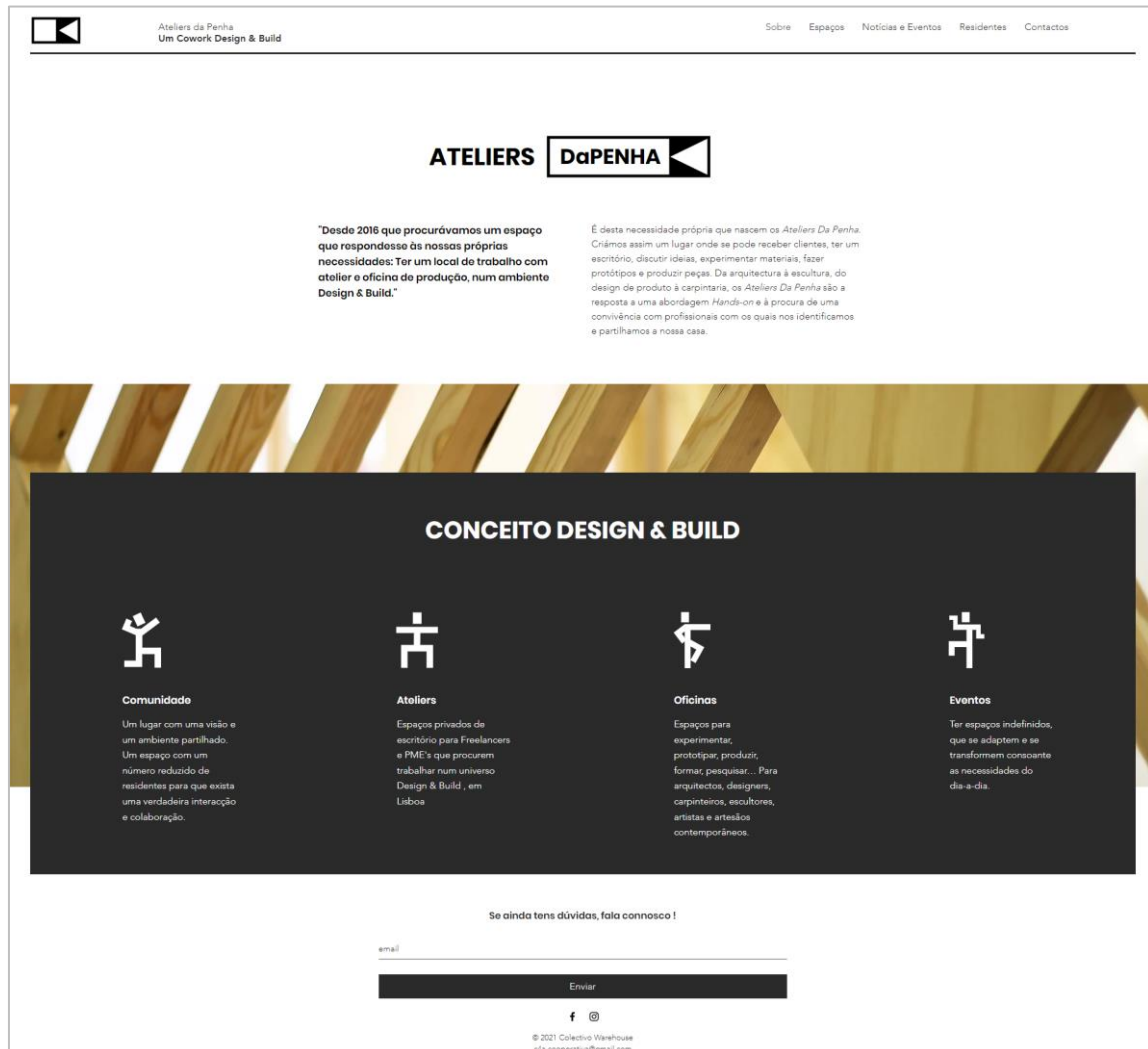 Ateliers da Penha
Um Cowork Design & Build
Sobre Espaços Notícias e Eventos Residentes Contactos
ATELIERS DaPENHA
"Desde 2016 que procurávamos um espaço
que respondesse às nossas próprias
necessidades: Ter um local de trabalho com
atelier e oficina de produção, num ambiente
Design & Build."
É desta necessidade própria que nascem os Ateliers Da Penha.
Criámos assim um lugar onde se pode receber clientes, ter um
escritório, discutir ideias, experimentar materiais, fazer
protótipos e produzir peças. Da arquitectura à escultura, do
design de produto à carpintaria, os Ateliers Da Penha são a
resposta a uma abordagem Hands-on e à procura de uma
convivência com profissionais com os quais nos identificamos
e partilhamos a nossa casa.
CONCEITO DESIGN & BUILD
Comunidade
Um lugar com uma visão e
um ambiente partilhado.
Um espaço com um
número reduzido de
residentes para que exista
uma verdadeira interacção
e colaboração.
Ateliers
Espaços privados de
escritório para Freelancers
e PME's que procurem
trabalhar num universo
Design & Build , em
Lisboa
Oficinas
Espaços para
experimentar,
prototipar, produzir,
formar, pesquisar... Para
arquitectos, designers,
carpinteiros, escultores,
artistas e artesãos
contemporâneos.
Eventos
Ter espaços indefinidos,
que se adaptem e se
transformem consoante
as necessidades do
dia-a-dia.
Se ainda tens dúvidas, fala connosco !
email
Enviar
© 2021 Colectivo Warehouse